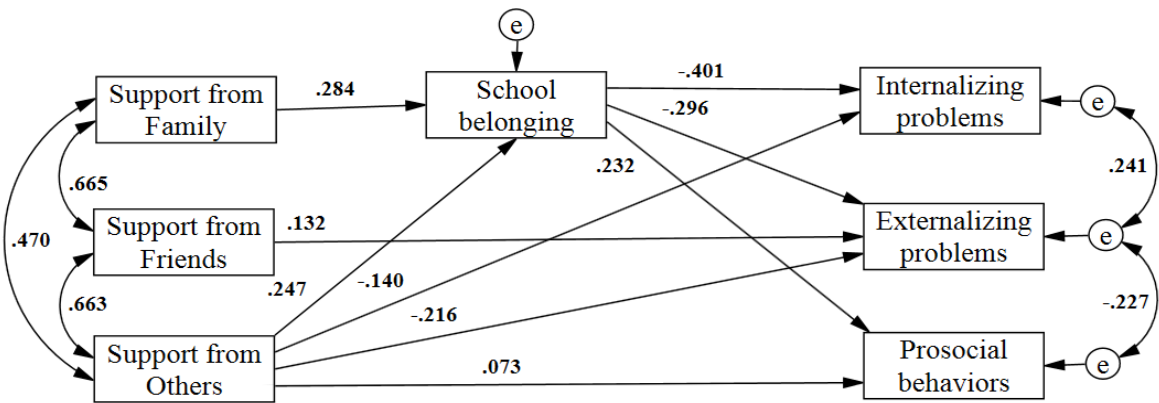 e
Support from
Family
.284
School
belonging
-.401
Internalizing
problems
e
-.296
.665
.232
.241
.470
Support from
Friends
.132
Externalizing
problems
e
.247
-.140
.663
-.216
-.227
Support from
Others
.073
Prosocial
behaviors
e